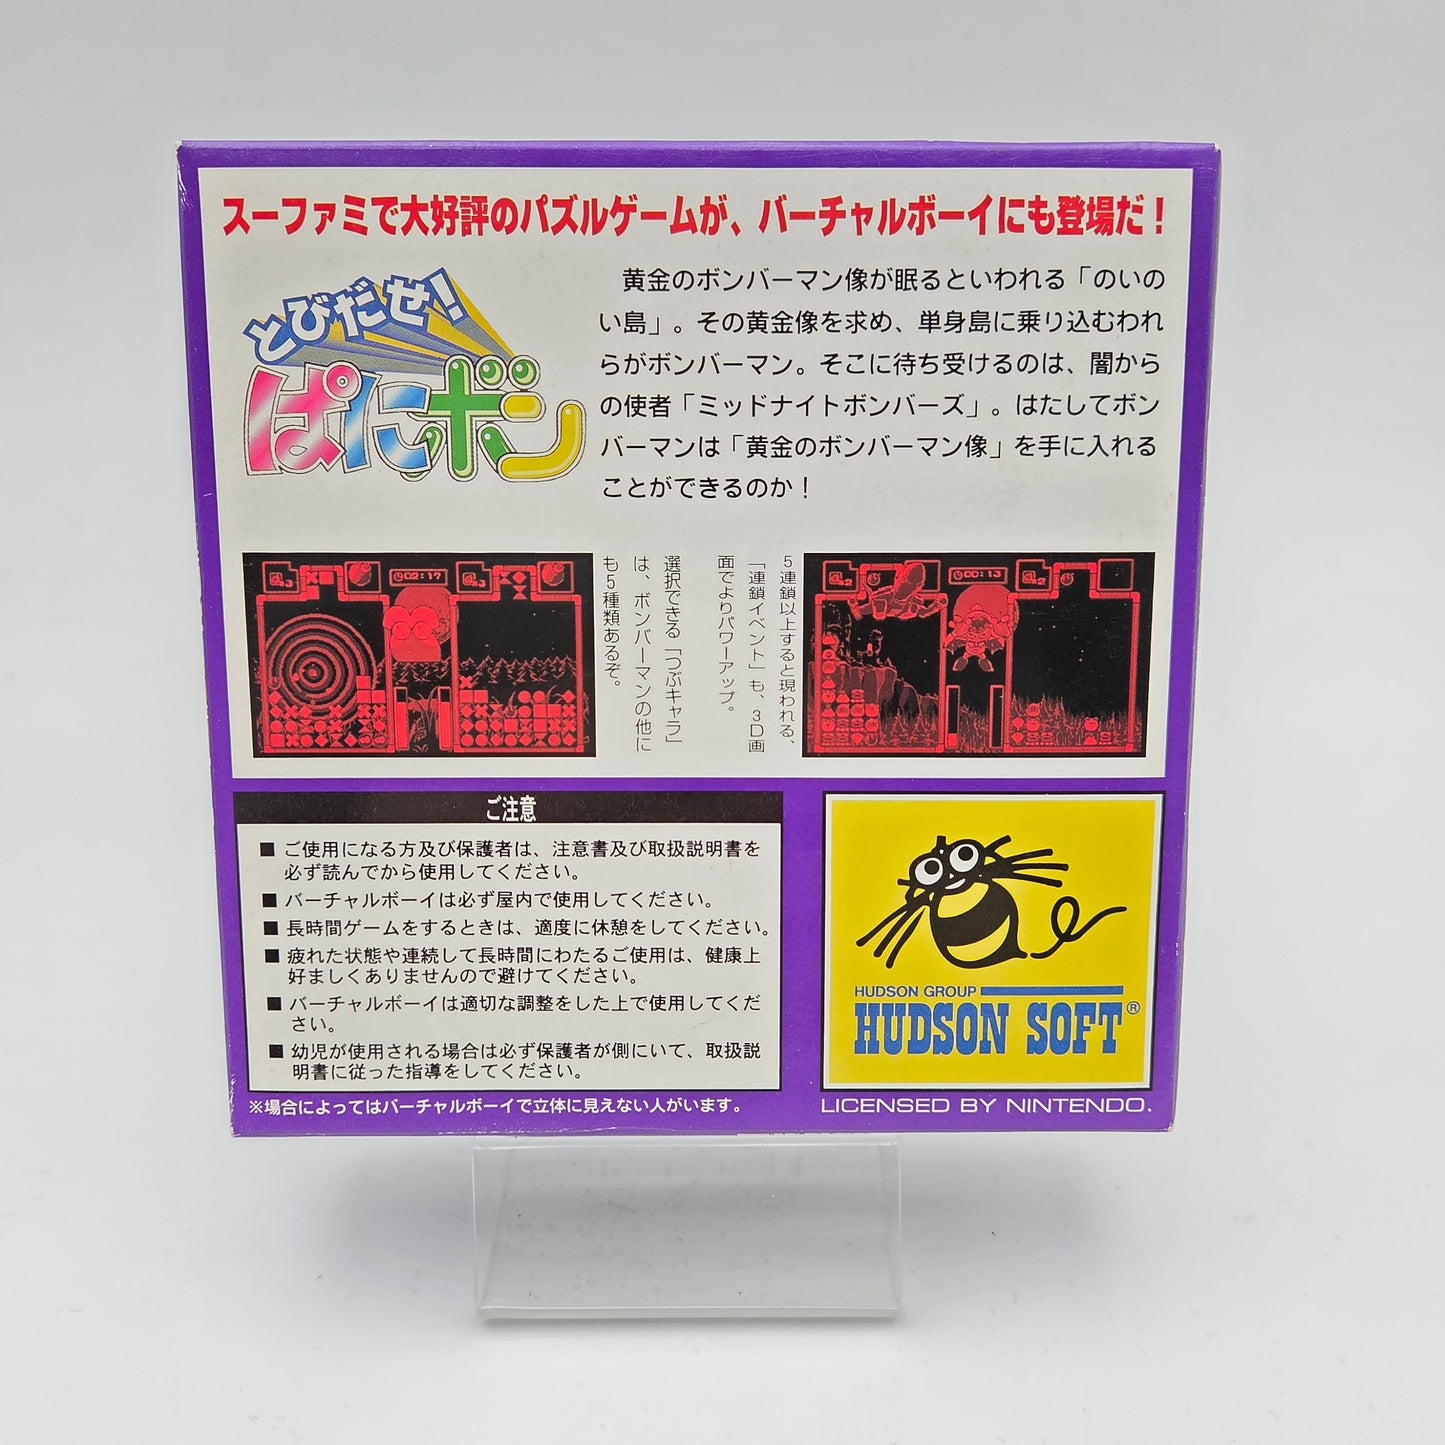 スーファミで大好評のパズルゲームが、バーチャルボーイにも登場だ！
とびだせ！
ぱにボン
黄金のボンバーマン像が眠るといわれる「のいの
い島」。その黄金像を求め、単身島に乗り込むわれ
らがボンバーマン。そこに待ち受けるのは、闇から
の使者「ミッドナイトボンバーズ」。はたしてボン
バーマンは「黄金のボンバーマン像」を手に入れる
ことができるのか！
02:17
選択できる「つぶキャラ」
は、ボンバーマンの他に
も5種類あるぞ。
5連鎖以上すると現われる、
「連鎖イベント」も、3D画
面でよりパワーアップ。
00:13
ご注意
■ ご使用になる方及び保護者は、注意書及び取扱説明書を
必ず読んでから使用してください。
■ バーチャルボーイは必ず屋内で使用してください。
■ 長時間ゲームをするときは、適度に休憩をしてください。
■ 疲れた状態や連続して長時間にわたるご使用は、健康上
好ましくありませんので避けてください。
■ バーチャルボーイは適切な調整をした上で使用してくだ
さい。
■ 幼児が使用される場合は必ず保護者が側にいて、取扱説
明書に従った指導をしてください。
※場合によってはバーチャルボーイで立体に見えない人がいます。
HUDSON GROUP
HUDSON SOFT®
LICENSED BY NINTENDO.